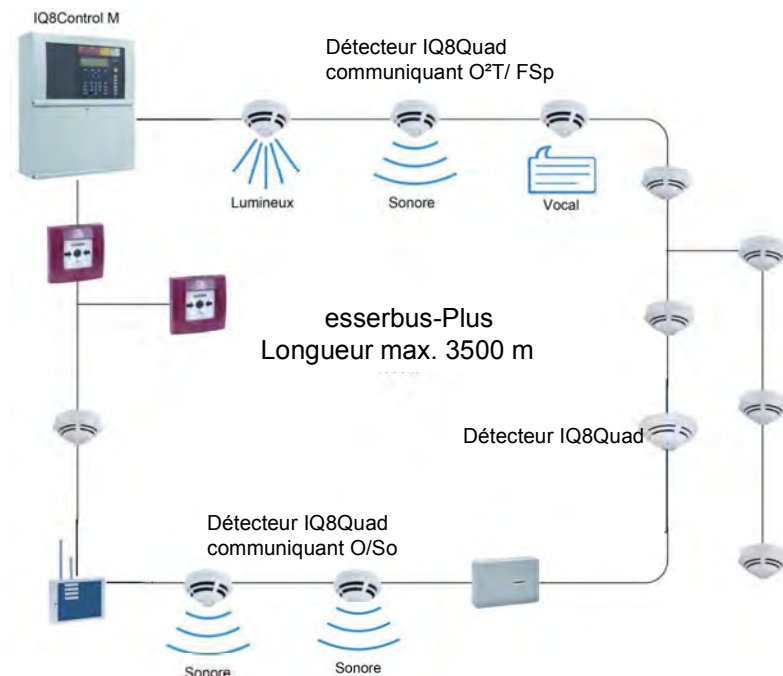 IQ8Control M
Détecteur IQ8Quad
communiquant O²T/ FSp
Lumineux
Sonore
Vocal
esserbus-Plus
Longueur max. 3500 m
Détecteur IQ8Quad
Détecteur IQ8Quad
communiquant O/So
Sonore
Sonore